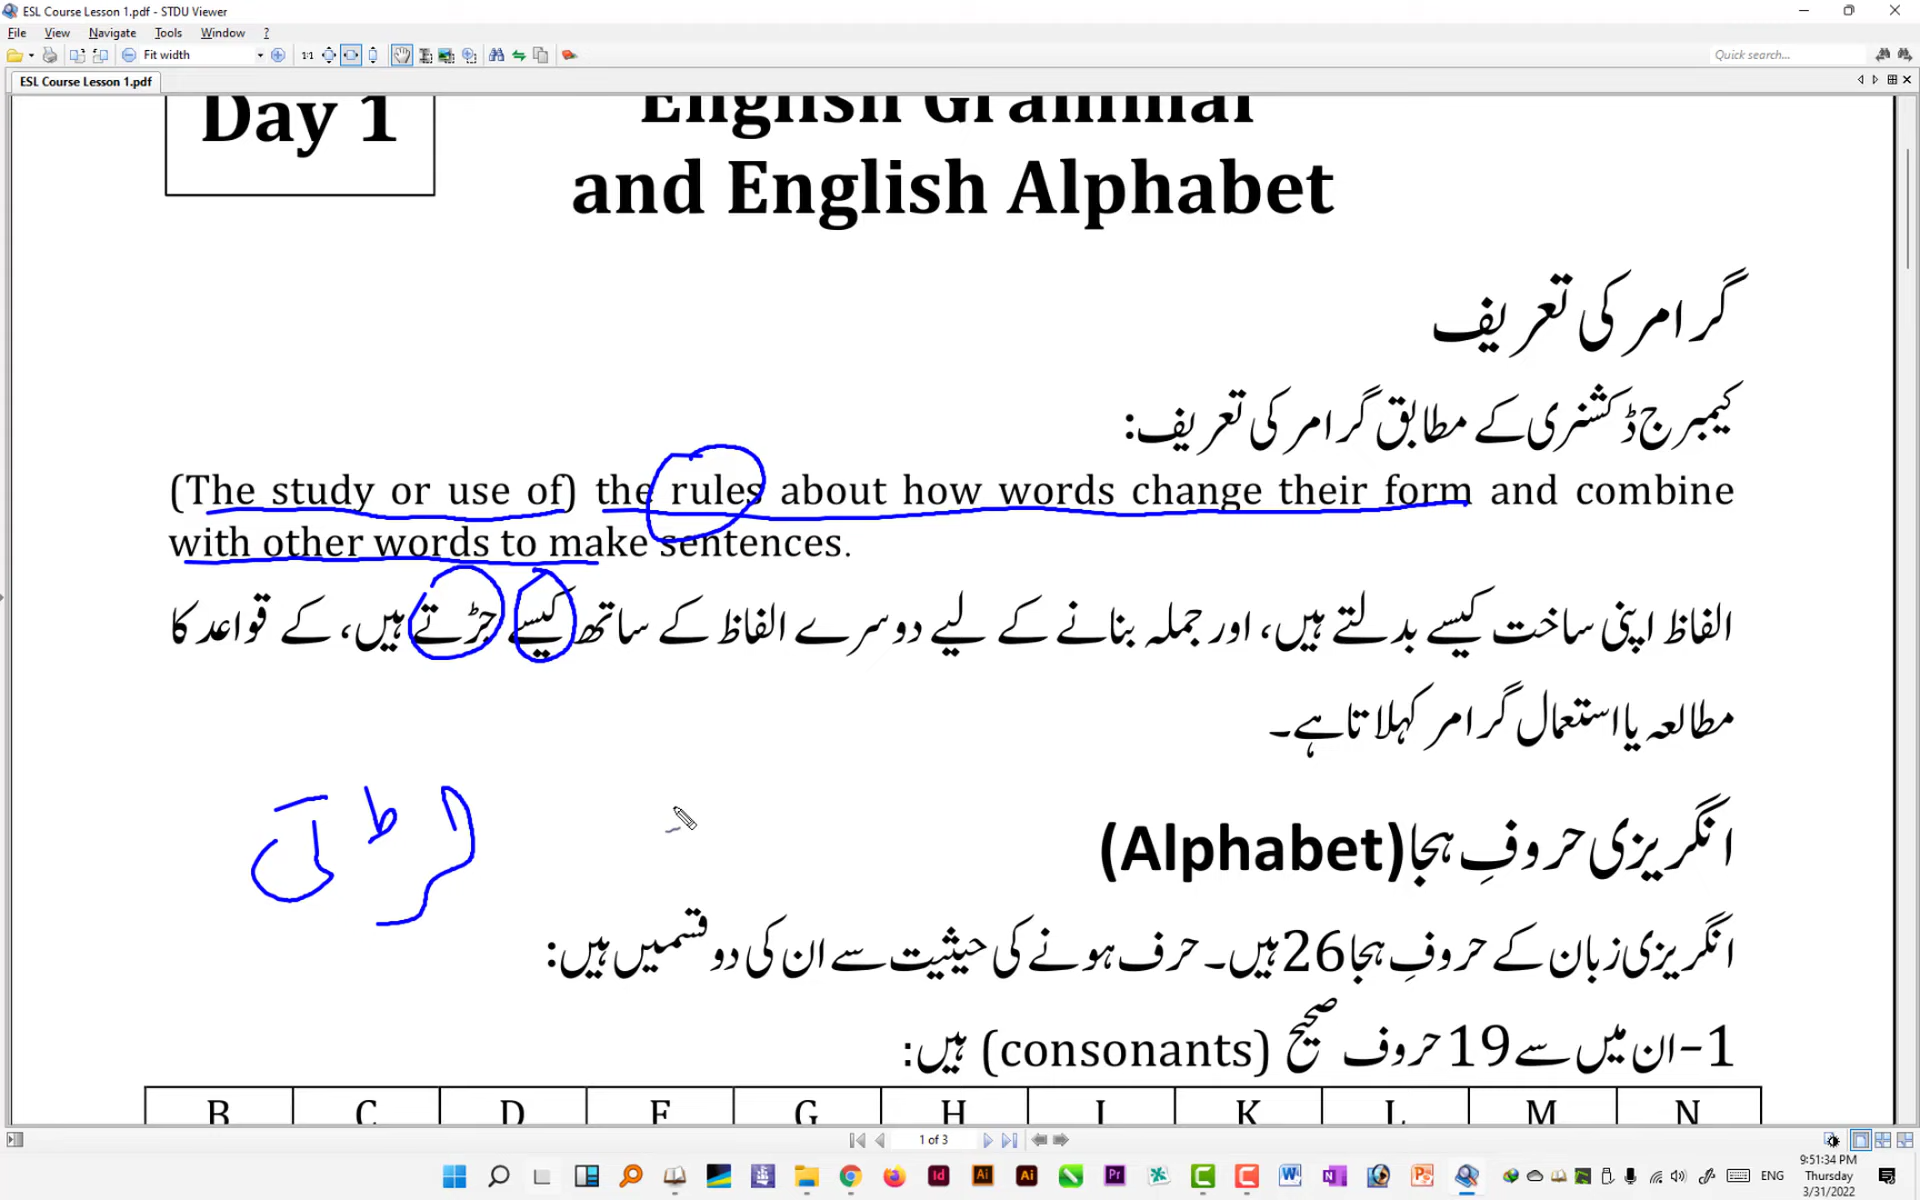 ESL Course Lesson 1.pdf - STDU Viewer
File View Navigate Tools Window ?
Fit width
1:1
Quick search...
ESL Course Lesson 1.pdf
Day 1
English Grammar
and English Alphabet
گرامر کی تعریف
کیمبرج ڈکشنری کے مطابق گرامر کی تعریف:
(The study or use of) the rules about how words change their form and combine
with other words to make sentences.
الفاظ اپنی ساخت کیسے بدلتے ہیں، اور جملہ بنانے کے لیے دوسرے الفاظ کے ساتھ کیسے جڑتے ہیں، کے قواعد کا
مطالعہ یا استعمال گرامر کہلاتا ہے۔
انگریزی حروفِ ہجا (Alphabet)
انگریزی زبان کے حروفِ ہجا 26 ہیں۔ حرف ہونے کی حیثیت سے ان کی دو قسمیں ہیں:
1- ان میں سے 19 حروف صحیح (consonants) ہیں:
B C D F G H J K L M N
1 of 3
ENG
9:51:34 PM
Thursday
3/31/2022